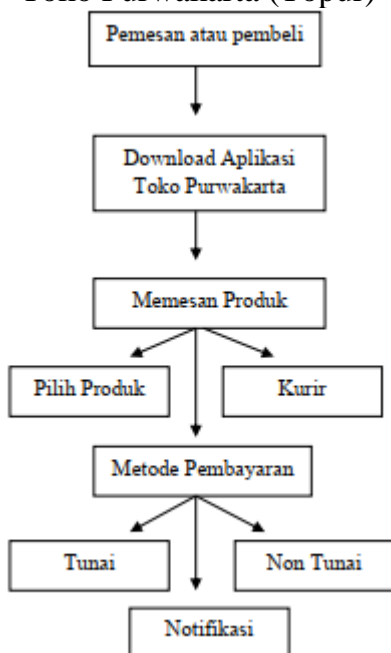 Toko Purwakarta (Topur)
Pemesan atau pembeli
Download Aplikasi
Toko Purwakarta
Memesan Produk
Pilih Produk
Kurir
Metode Pembayaran
Tunai
Non Tunai
Notifikasi